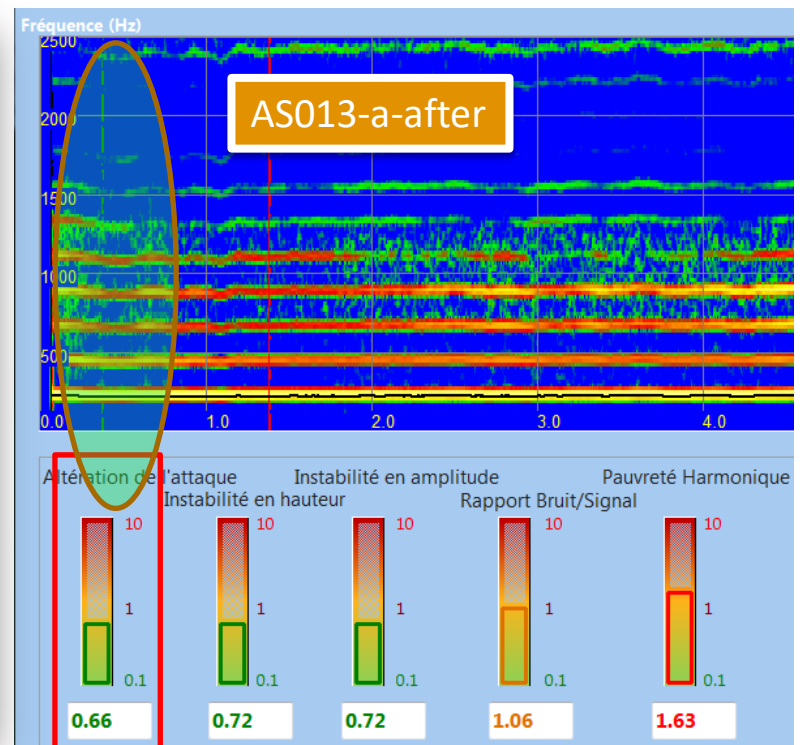 Fréquence (Hz)
2500
AS013-a-after
2000
1500
1000
500
0.0 1.0 2.0 3.0 4.0
Altération de l'attaque Instabilité en amplitude Pauvreté Harmonique
Instabilité en hauteur Rapport Bruit/Signal
10 10 10 10 10
1 1 1 1 1
0.1 0.1 0.1 0.1 0.1
0.66 0.72 0.72 1.06 1.63